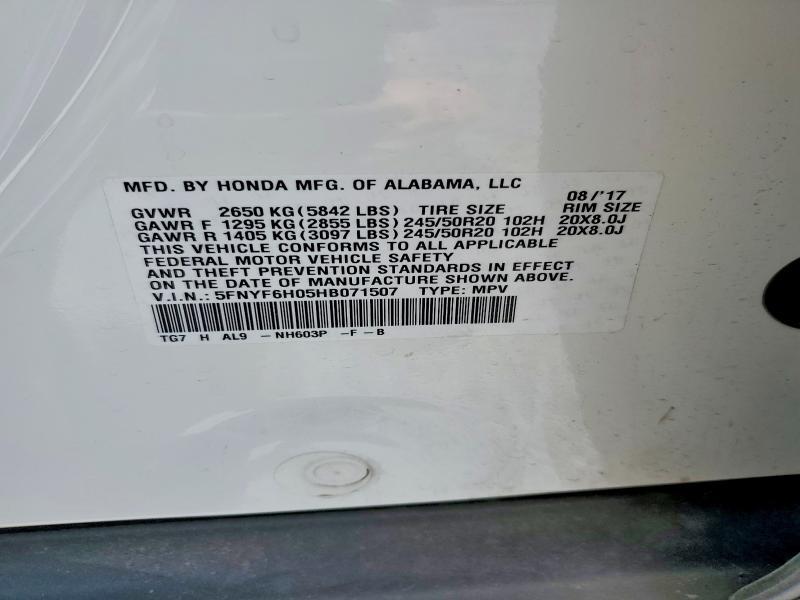 MFD. BY HONDA MFG. OF ALABAMA, LLC 08/'17
GVWR 2650 KG(5842 LBS) TIRE SIZE RIM SIZE
GAWR F 1295 KG(2855 LBS)245/50R20 102H 20X8.0J
GAWR R 1405 KG(3097 LBS)245/50R20 102H 20X8.0J
THIS VEHICLE CONFORMS TO ALL APPLICABLE
FEDERAL MOTOR VEHICLE SAFETY
AND THEFT PREVENTION STANDARDS IN EFFECT
ON THE DATE OF MANUFACTURE SHOWN ABOVE.
V.I.N.: 5FNYF6H05HB071507 TYPE: MPV
TG7 H AL9 -NH603P -F-B